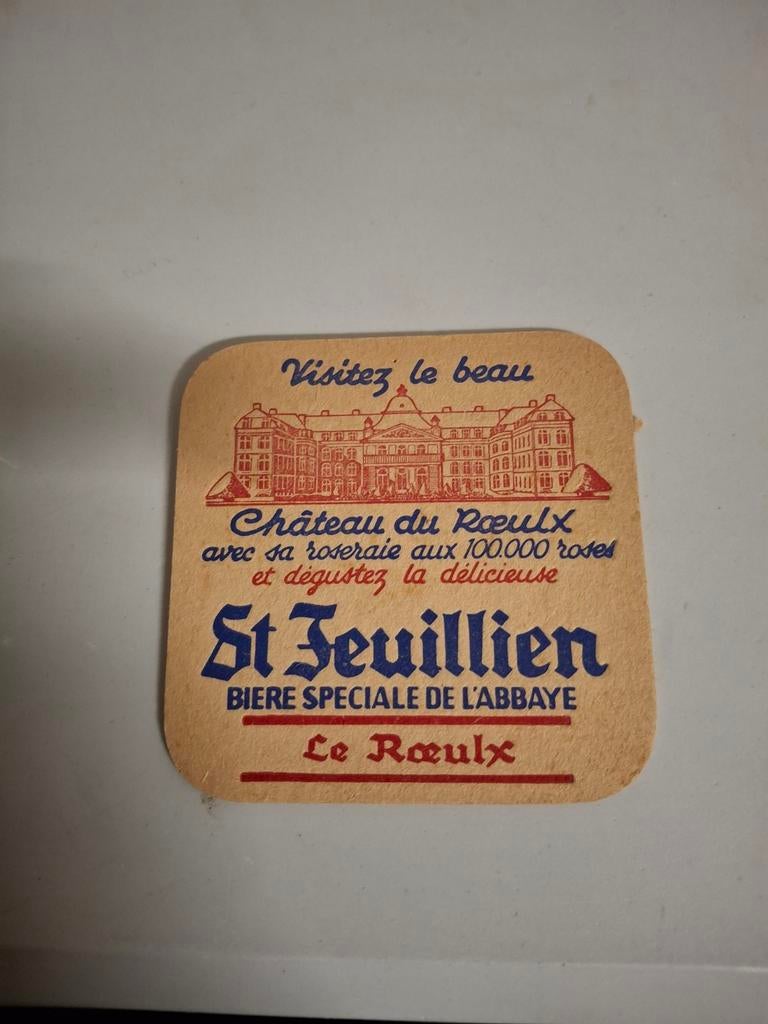 Visitez le beau
Château du Rœulx
avec sa roseraie aux 100.000 roses
et dégustez la délicieuse
St Feuillien
BIERE SPECIALE DE L'ABBAYE
Le Rœulx